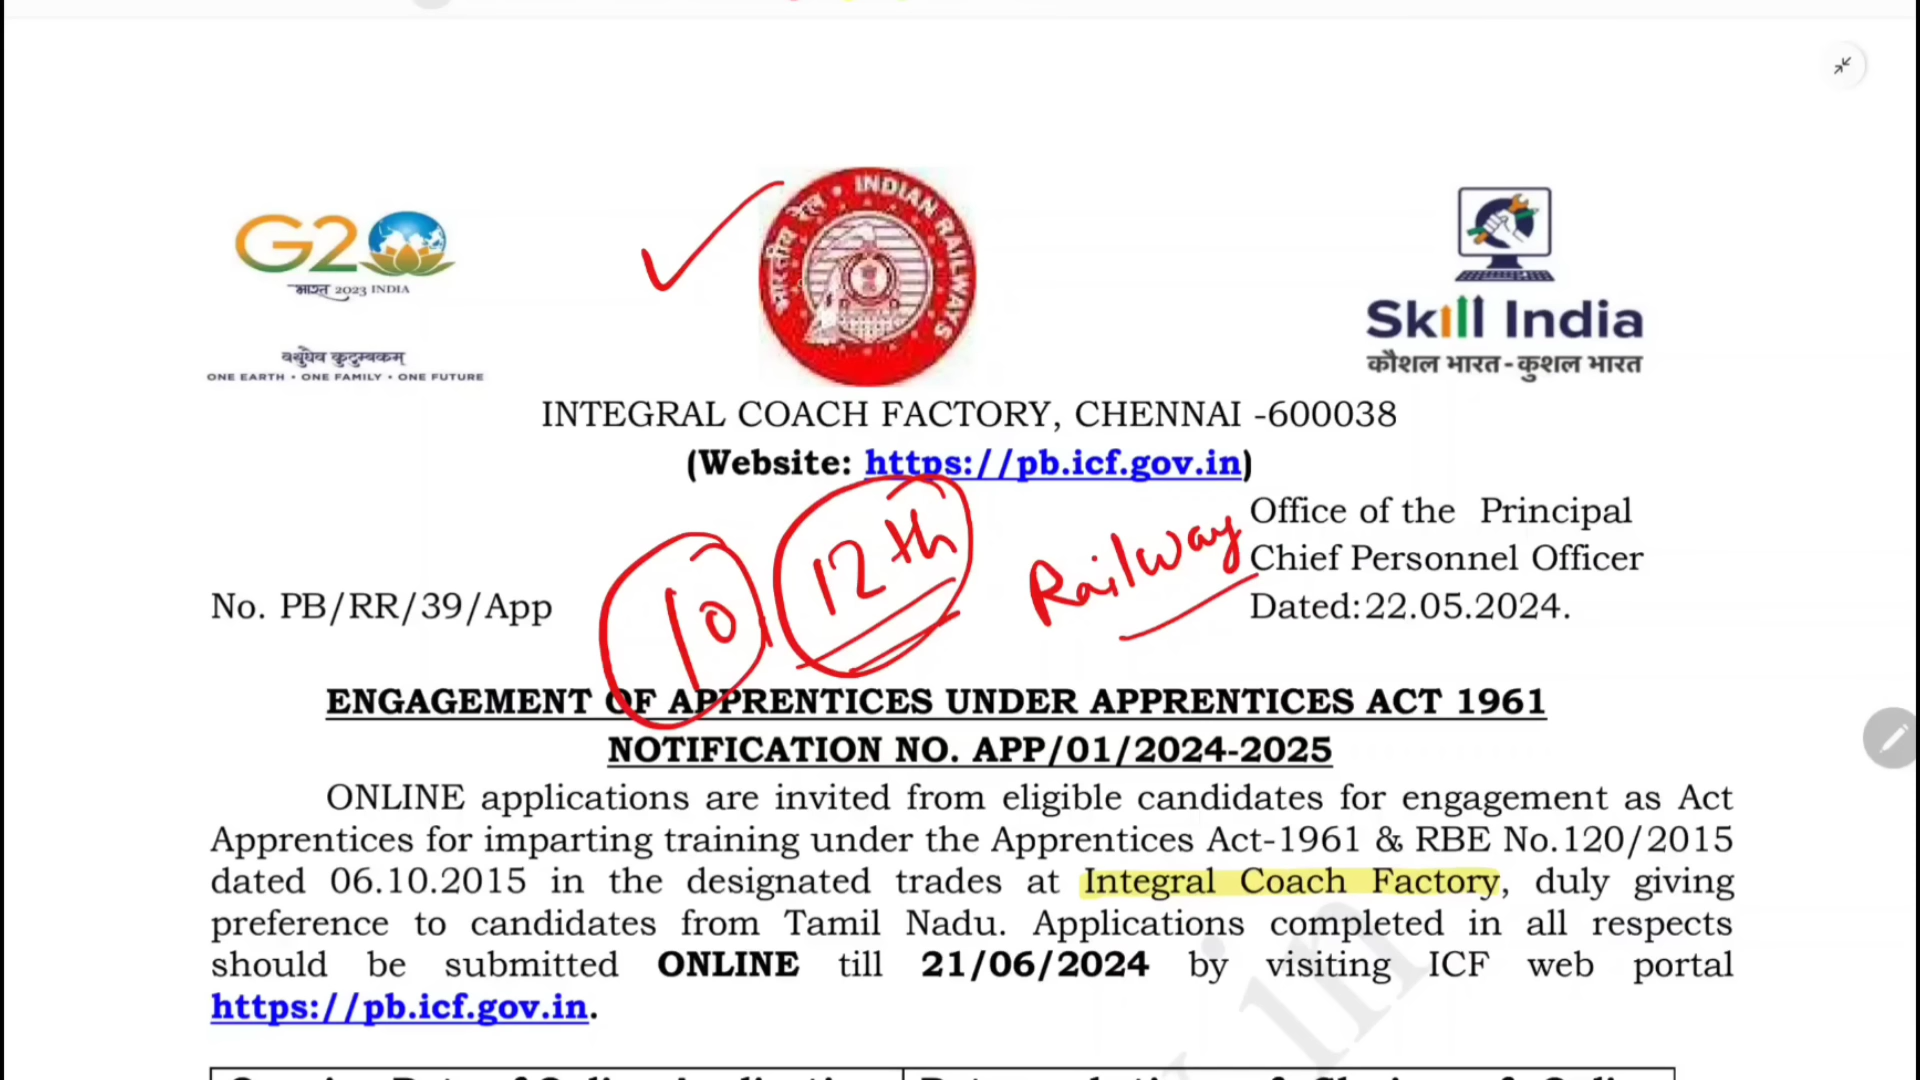 G20
भारत 2023 INDIA
वसुधैव कुटुम्बकम्
ONE EARTH • ONE FAMILY • ONE FUTURE
भारतीय रेल • INDIAN RAILWAYS
Skill India
कौशल भारत - कुशल भारत
INTEGRAL COACH FACTORY, CHENNAI -600038
(Website: https://pb.icf.gov.in)
10, 12th Railway
Office of the Principal
Chief Personnel Officer
No. PB/RR/39/App
Dated:22.05.2024.
ENGAGEMENT OF APPRENTICES UNDER APPRENTICES ACT 1961
NOTIFICATION NO. APP/01/2024-2025
ONLINE applications are invited from eligible candidates for engagement as Act
Apprentices for imparting training under the Apprentices Act-1961 & RBE No.120/2015
dated 06.10.2015 in the designated trades at Integral Coach Factory, duly giving
preference to candidates from Tamil Nadu. Applications completed in all respects
should be submitted ONLINE till 21/06/2024 by visiting ICF web portal
https://pb.icf.gov.in.